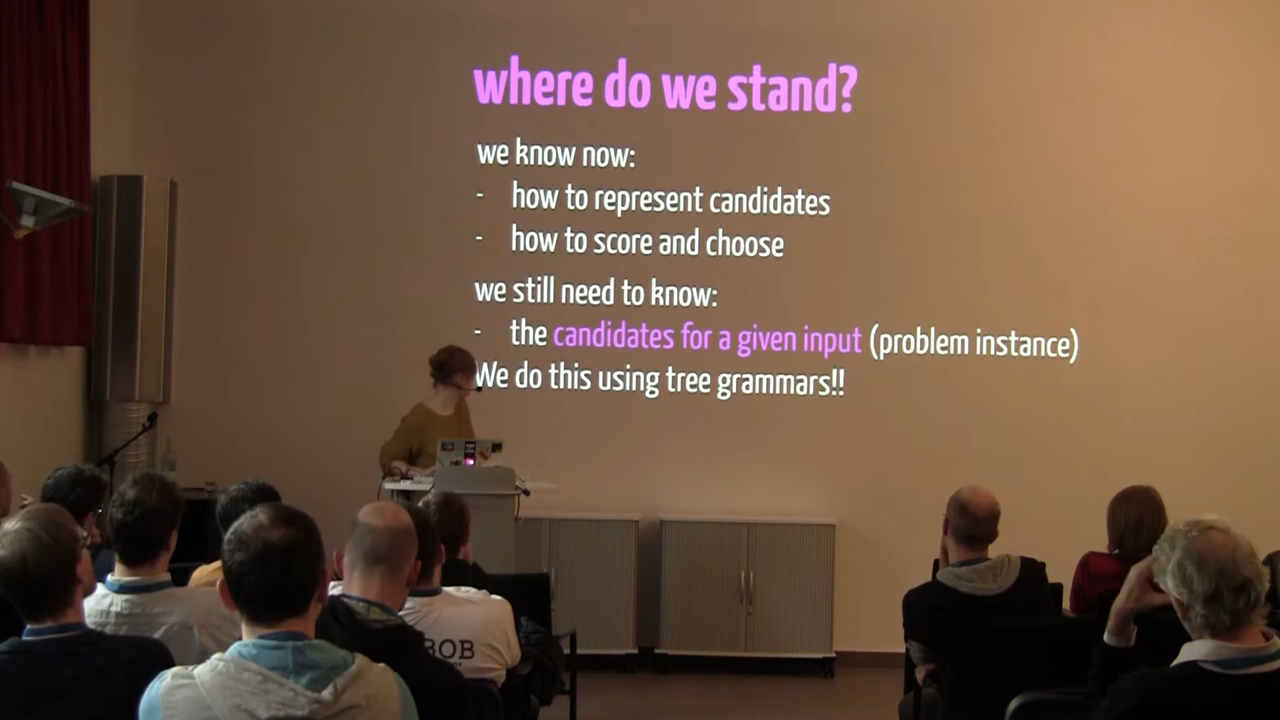 where do we stand?
we know now:
- how to represent candidates
- how to score and choose
we still need to know:
- the candidates for a given input (problem instance)
We do this using tree grammars!!
BOB